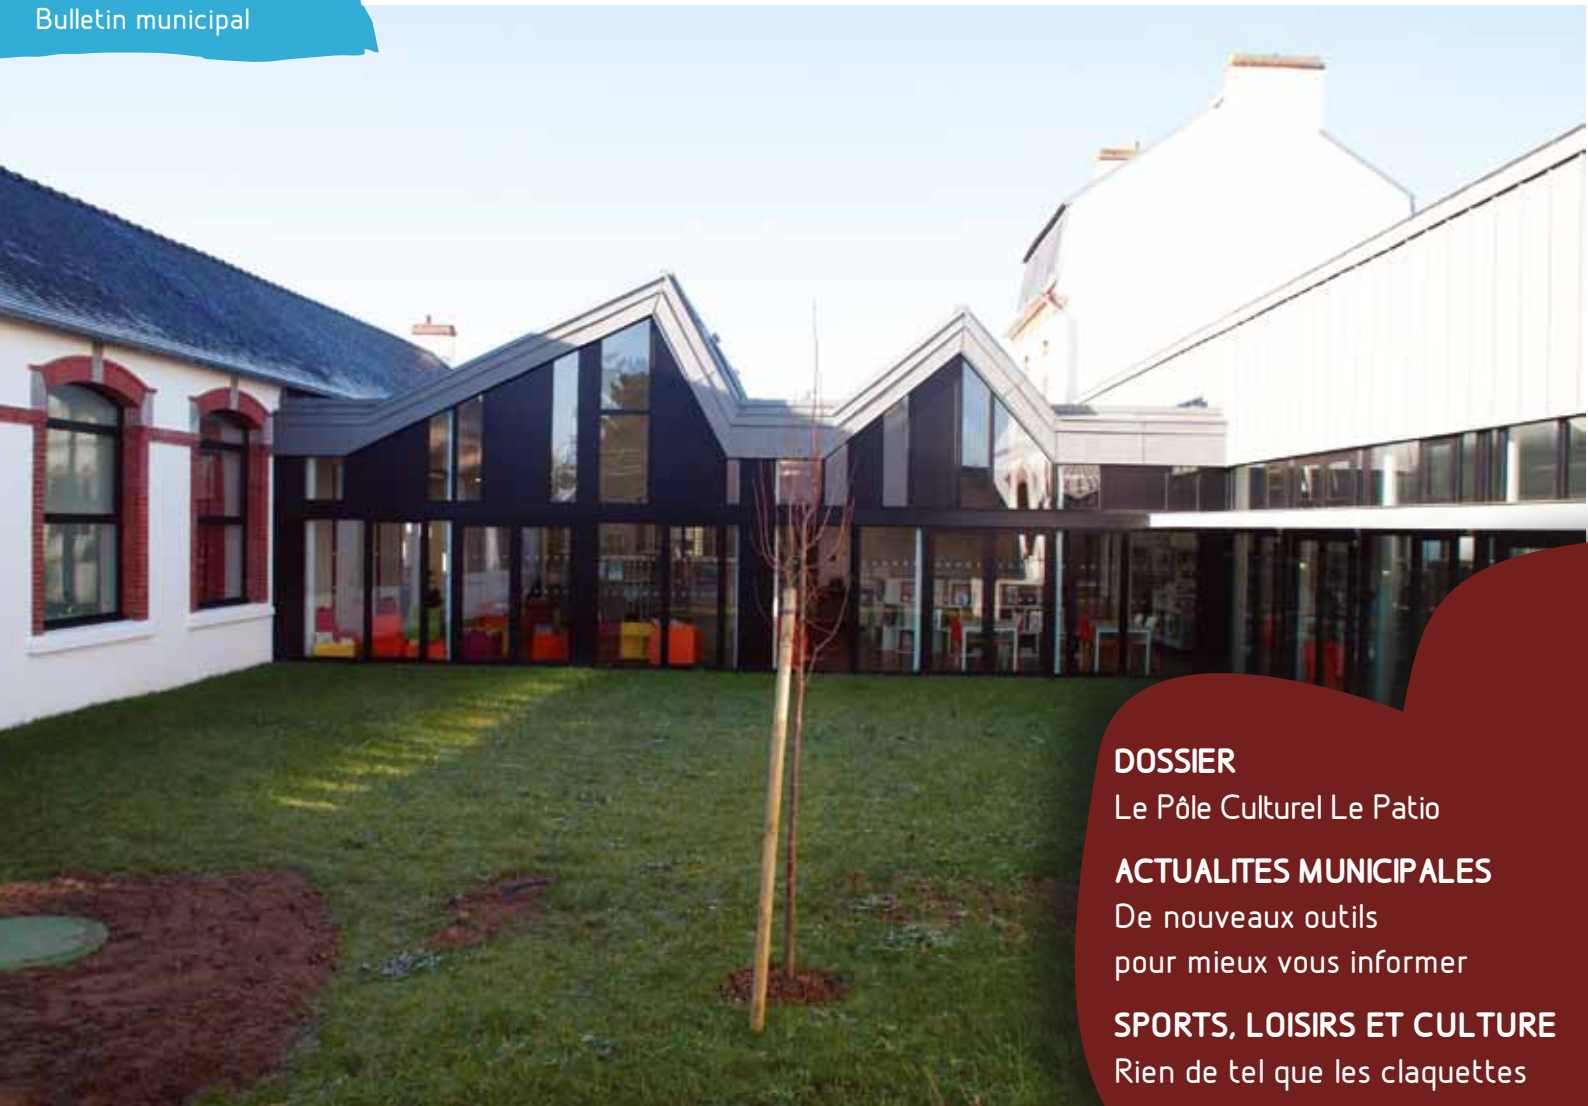 Bulletin municipal
DOSSIER
Le Pôle Culturel Le Patio
ACTUALITES MUNICIPALES
De nouveaux outils
pour mieux vous informer
SPORTS, LOISIRS ET CULTURE
Rien de tel que les claquettes